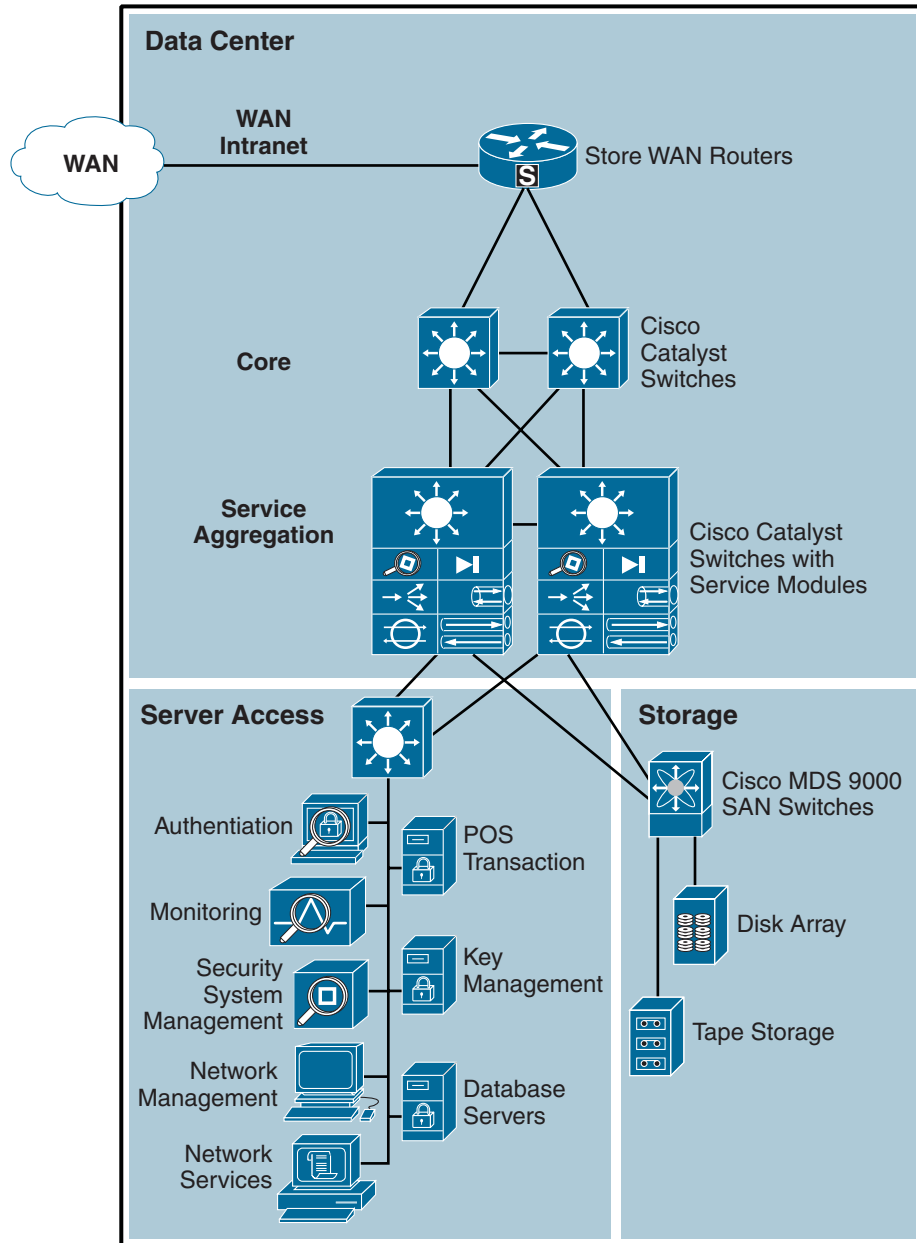 Data Center
WAN
Intranet
WAN
Store WAN Routers
S
Core
Cisco
Catalyst
Switches
Service
Aggregation
Cisco Catalyst
Switches with
Service Modules
Server Access
Authentiation
POS
Transaction
Monitoring
Security
System
Management
Key
Management
Network
Management
Database
Servers
Network
Services
Storage
Cisco MDS 9000
SAN Switches
Disk Array
Tape Storage